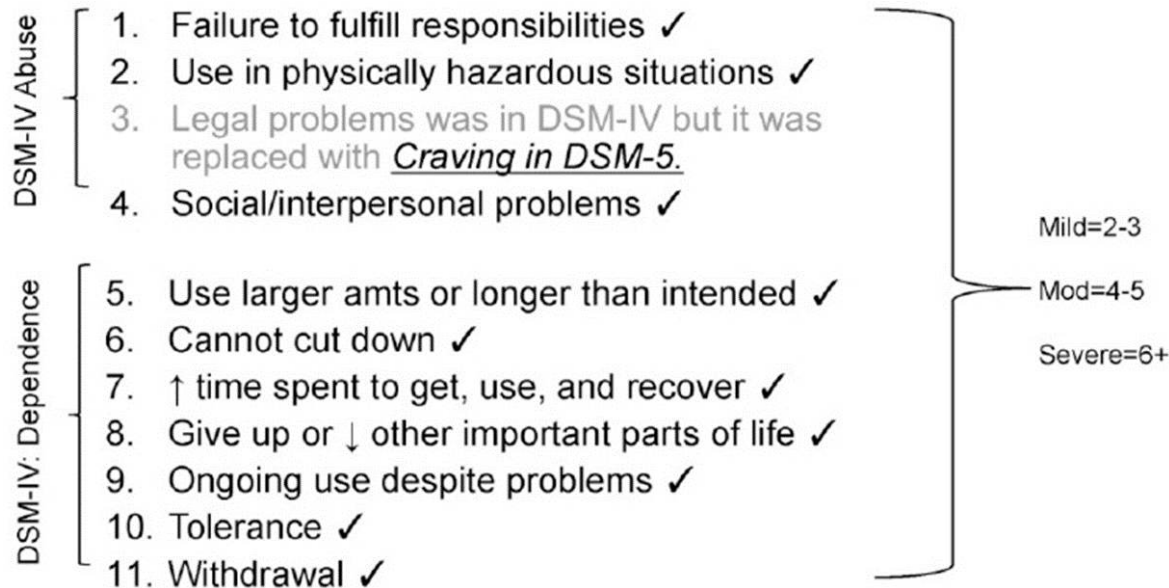 DSM-IV Abuse
1. Failure to fulfill responsibilities ✓
2. Use in physically hazardous situations ✓
3. Legal problems was in DSM-IV but it was
replaced with Craving in DSM-5.
4. Social/interpersonal problems ✓
DSM-IV: Dependence
5. Use larger amts or longer than intended ✓
6. Cannot cut down ✓
7. ↑ time spent to get, use, and recover ✓
8. Give up or ↓ other important parts of life ✓
9. Ongoing use despite problems ✓
10. Tolerance ✓
11. Withdrawal ✓
Mild=2-3
Mod=4-5
Severe=6+